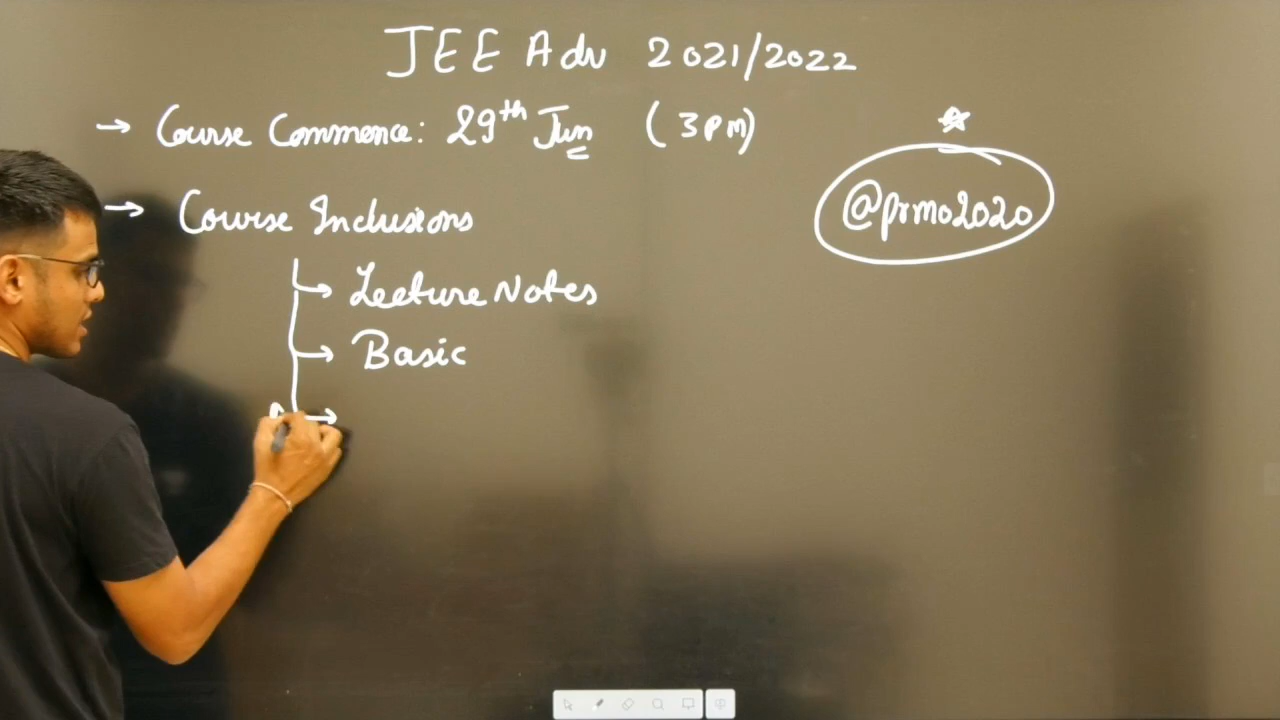 JEE Adv 2021/2022
→ Course Commence: 29th Jun (3pm)
→ Course Inclusions
@prmo2020
→ Lecture Notes
→ Basic